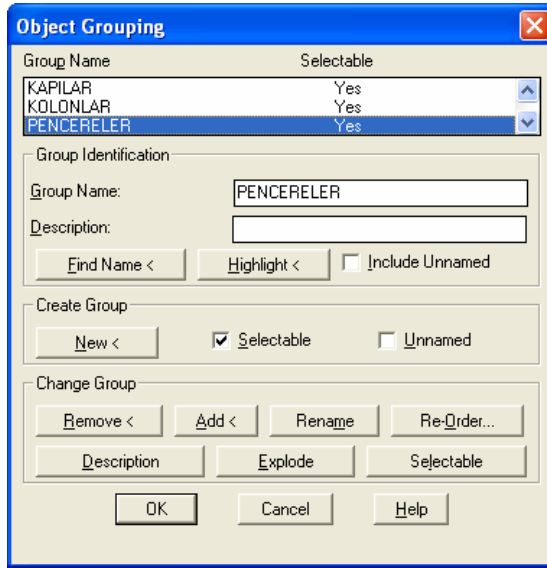 Object Grouping
Group Name Selectable
KAPILAR Yes
KOLONLAR Yes
PENCERELER Yes
Group Identification
Group Name: PENCERELER
Description:
Find Name < Highlight < Include Unnamed
Create Group
New < Selectable Unnamed
Change Group
Remove < Add < Rename Re-Order...
Description Explode Selectable
OK Cancel Help